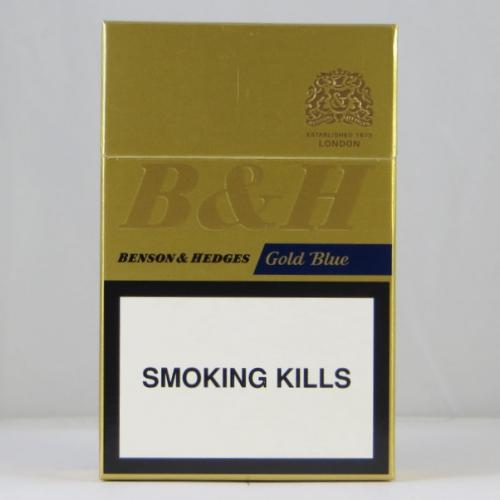 &
ESTABLISHED 1873
LONDON
B&H
BENSON & HEDGES Gold Blue
SMOKING KILLS